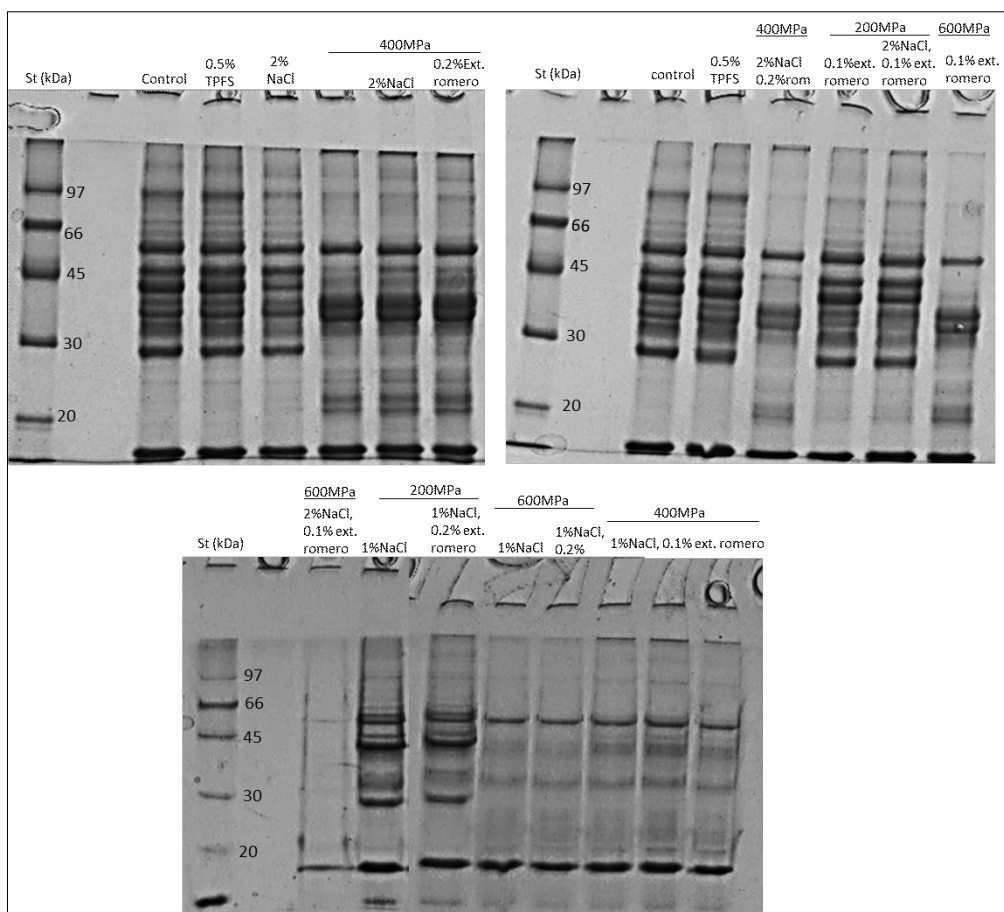 400MPa
0.5% 2% 0.2%Ext.
St (kDa) Control TPFS NaCl 2%NaCl romero
97
66
45
30
20
400MPa 200MPa 600MPa
2%NaCl,
0.5% 2%NaCl 0.1%ext. 0.1% ext. 0.1% ext.
St (kDa) control TPFS 0.2%rom romero romero romero
97
66
45
30
20
600MPa 200MPa 600MPa 400MPa
2%NaCl, 1%NaCl,
0.1% ext. 0.2% ext. 1%NaCl,
St (kDa) romero 1%NaCl romero 1%NaCl 0.2% 1%NaCl, 0.1% ext. romero
97
66
45
30
20